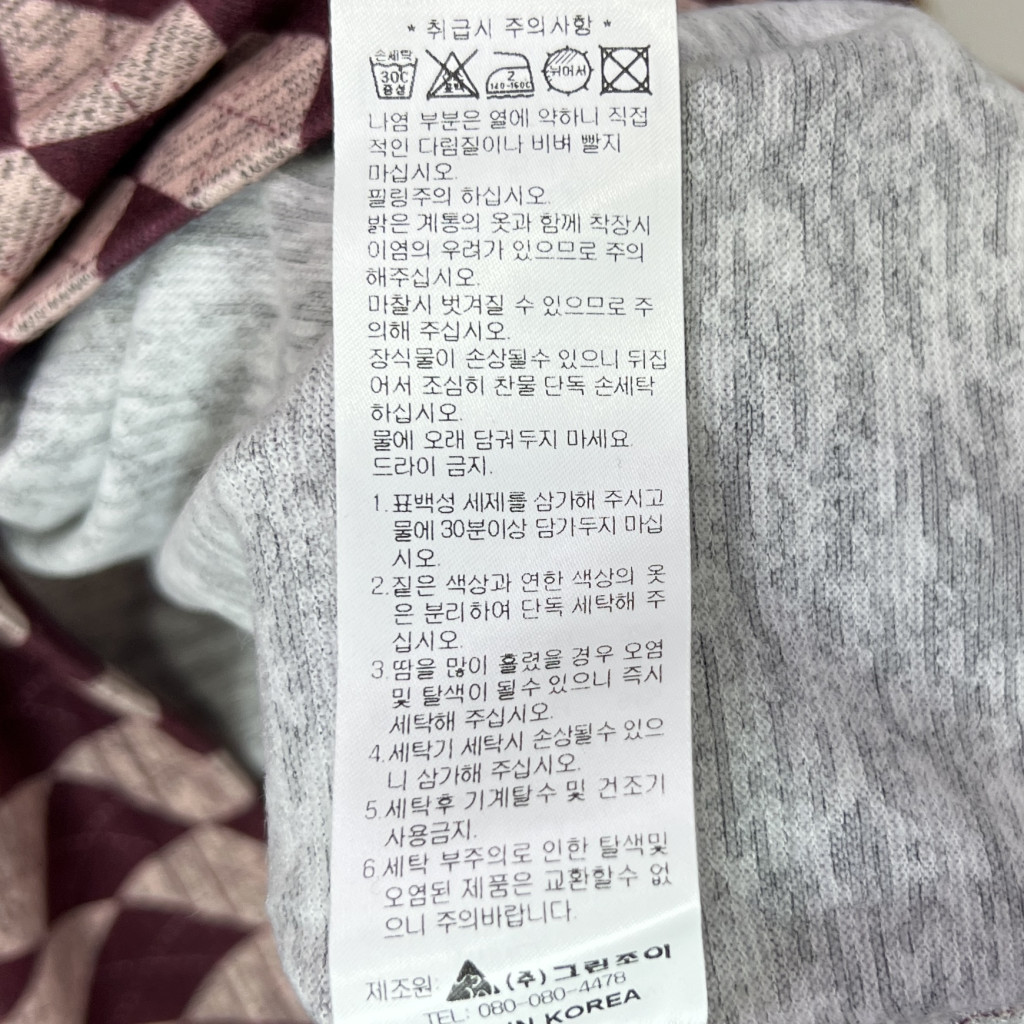 * 취급시 주의사항 *
손세탁 30C 중성
표백
2 140-160C
뉘어서
나염 부분은 열에 약하니 직접
적인 다림질이나 비벼 빨지
마십시오.
필링주의 하십시오.
밝은 계통의 옷과 함께 착장시
이염의 우려가 있으므로 주의
해주십시오.
마찰시 벗겨질 수 있으므로 주
의해 주십시오.
장식물이 손상될수 있으니 뒤집
어서 조심히 찬물 단독 손세탁
하십시오.
물에 오래 담궈두지 마세요.
드라이 금지.
1. 표백성 세제를 삼가해 주시고
물에 30분이상 담가두지 마십
시오.
2. 짙은 색상과 연한 색상의 옷
은 분리하여 단독 세탁해 주
십시오.
3. 땀을 많이 흘렸을 경우 오염
및 탈색이 될수 있으니 즉시
세탁해 주십시오.
4. 세탁기 세탁시 손상될수 있으
니 삼가해 주십시오.
5. 세탁후 기계탈수 및 건조기
사용금지.
6. 세탁 부주의로 인한 탈색및
오염된 제품은 교환할수 없
으니 주의바랍니다.
제조원: (주)그린조이
TEL: 080-080-4478
IN KOREA